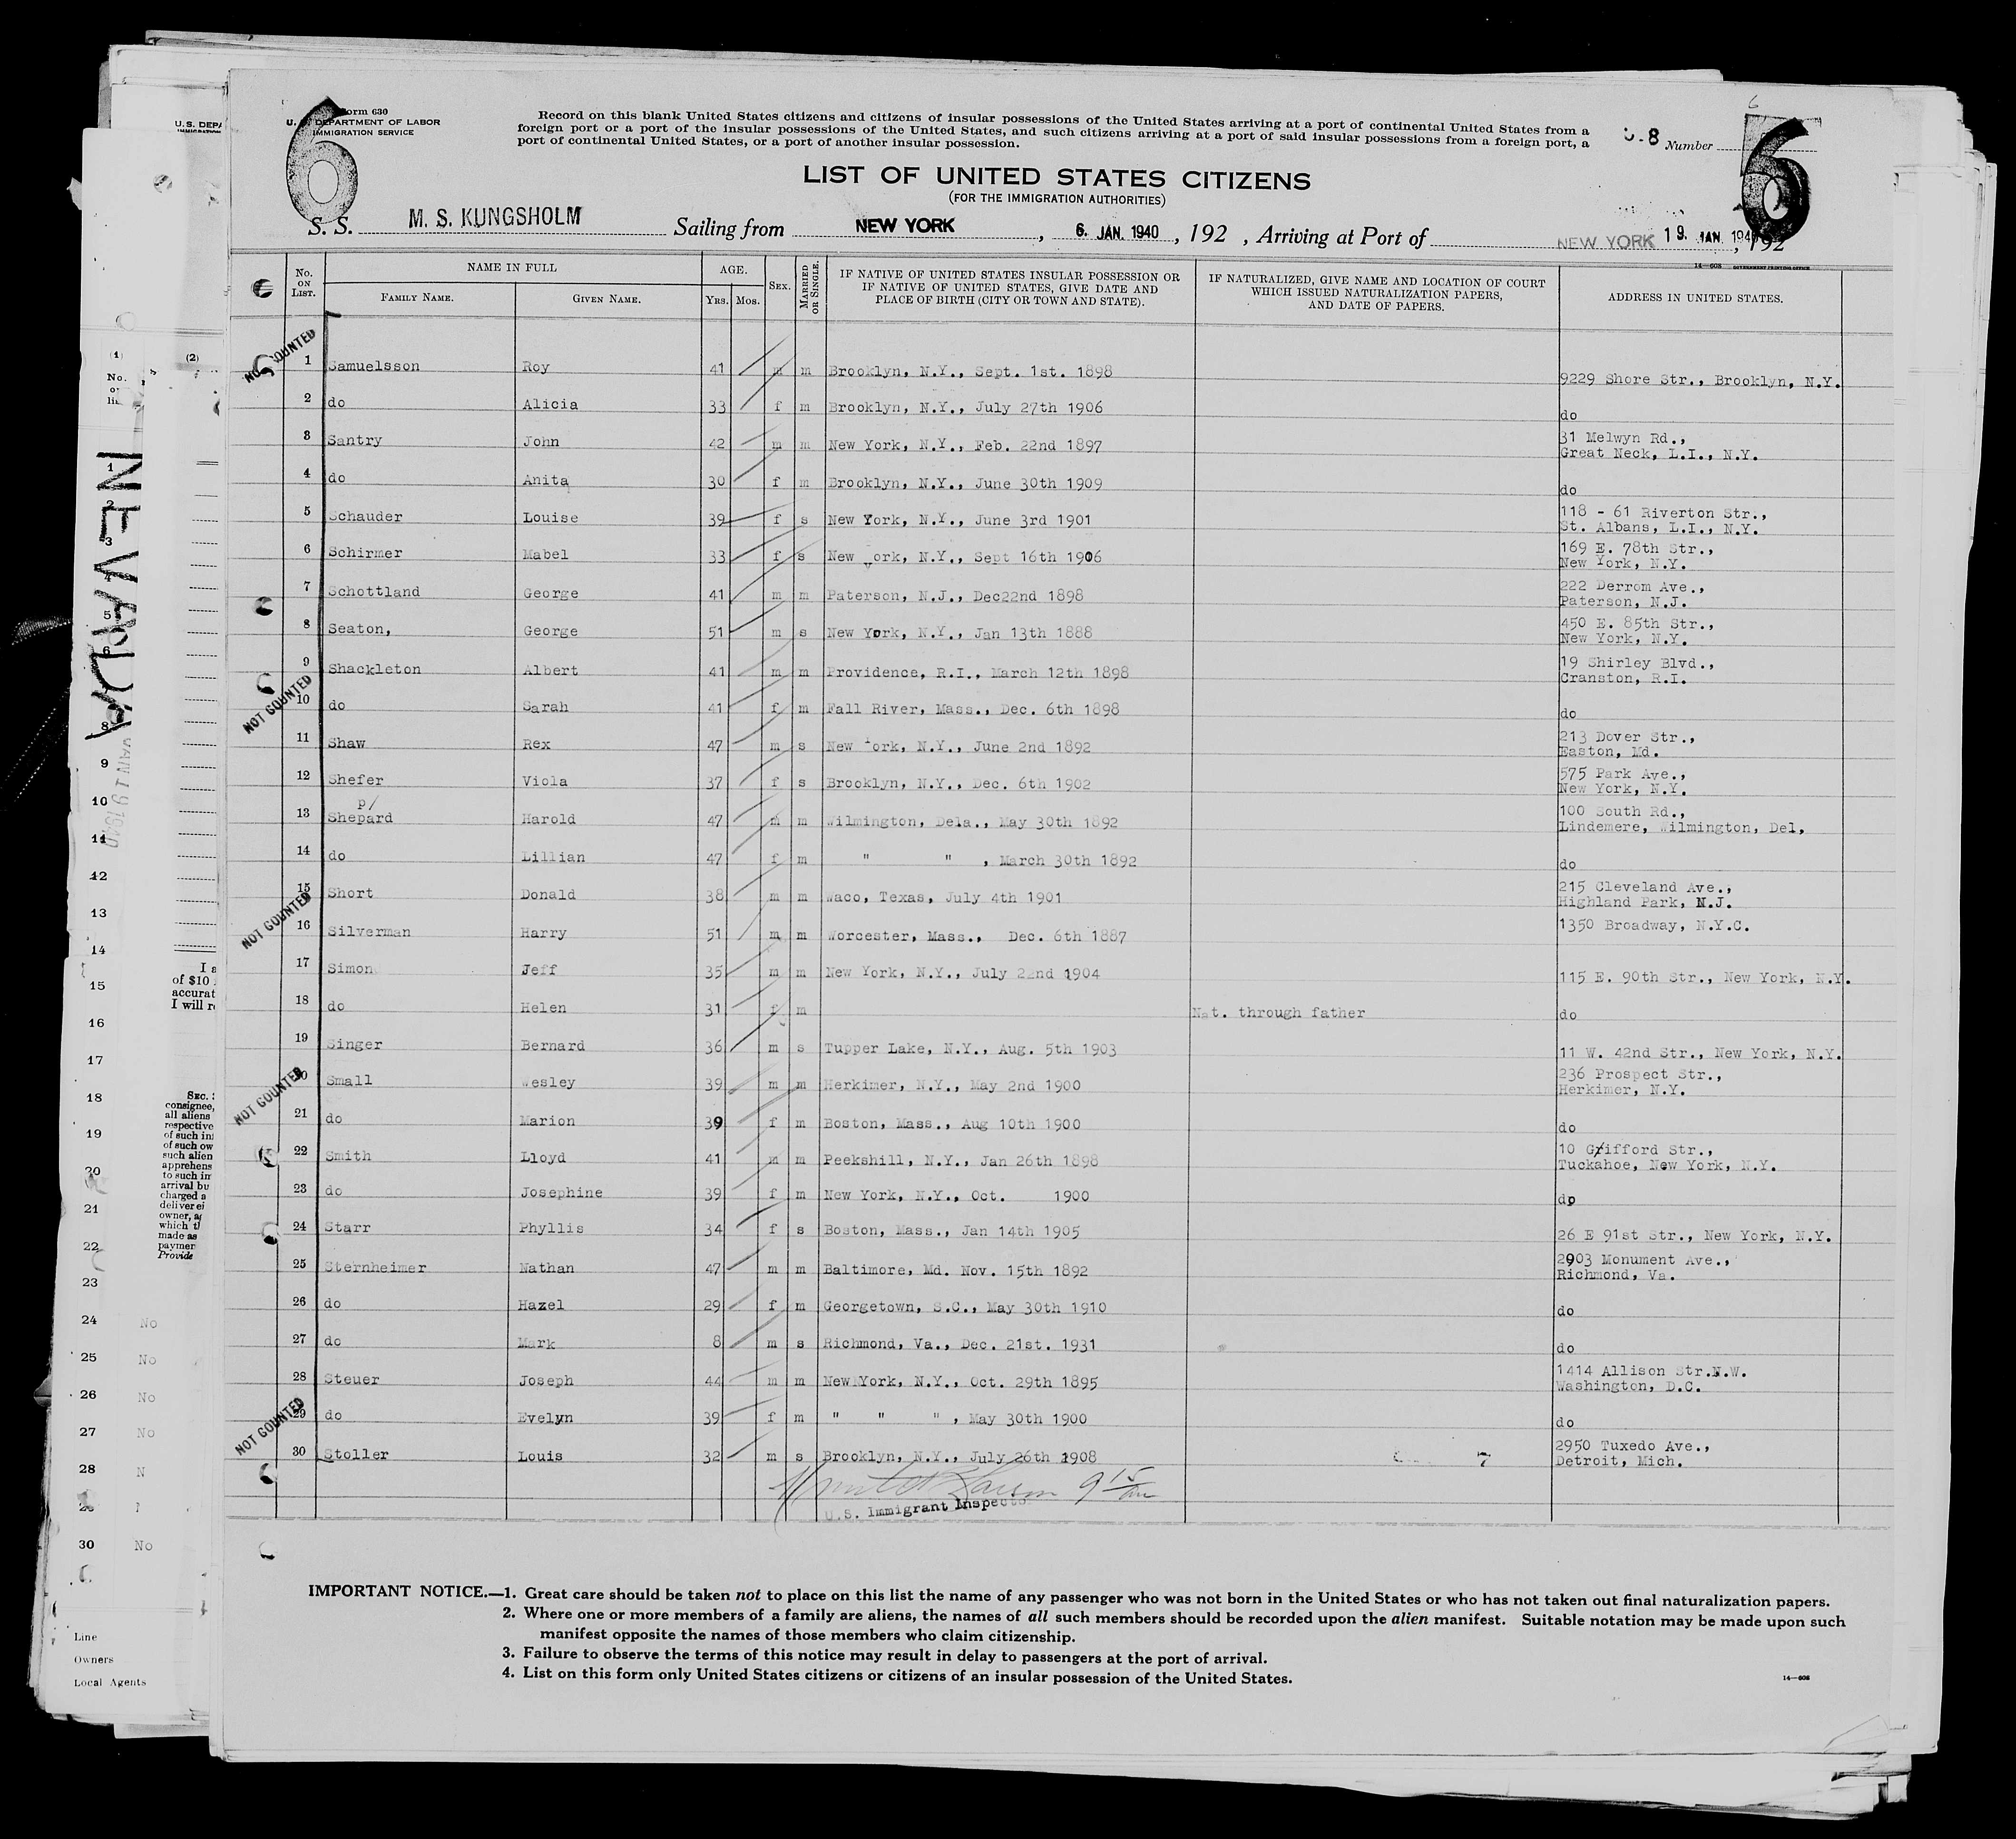 6
Form 630
U. S. DEPARTMENT OF LABOR
IMMIGRATION SERVICE
Record on this blank United States citizens and citizens of insular possessions of the United States arriving at a port of continental United States from a
foreign port or a port of the insular possessions of the United States, and such citizens arriving at a port of said insular possessions from a foreign port, a
port of continental United States, or a port of another insular possession.
8 Number 6
6
LIST OF UNITED STATES CITIZENS
(FOR THE IMMIGRATION AUTHORITIES)
S. S. M. S. KUNGSHOLM Sailing from NEW YORK, 6. JAN. 1940, 192 , Arriving at Port of NEW YORK 19. JAN. 1940, 192
14—608 GOVERNMENT PRINTING OFFICE
No. ON LIST. NAME IN FULL FAMILY NAME. GIVEN NAME. AGE. YRS. MOS. SEX. MARRIED OR SINGLE. IF NATIVE OF UNITED STATES INSULAR POSSESSION OR IF NATIVE OF UNITED STATES, GIVE DATE AND PLACE OF BIRTH (CITY OR TOWN AND STATE). IF NATURALIZED, GIVE NAME AND LOCATION OF COURT WHICH ISSUED NATURALIZATION PAPERS, AND DATE OF PAPERS. ADDRESS IN UNITED STATES.
NOT COUNTED
1 Samuelsson Roy 41 m m Brooklyn, N.Y., Sept. 1st. 1898 9229 Shore Str., Brooklyn, N.Y.
2 do Alicia 33 f m Brooklyn, N.Y., July 27th 1906 do
3 Santry John 42 m m New York, N.Y., Feb. 22nd 1897 31 Melwyn Rd.,
Great Neck, L.I., N.Y.
4 do Anita 30 f m Brooklyn, N.Y., June 30th 1909 do
5 Schauder Louise 39 f s New York, N.Y., June 3rd 1901 118 - 61 Riverton Str.,
St. Albans, L.I., N.Y.
6 Schirmer Mabel 33 f s New York, N.Y., Sept 16th 1906 169 E. 78th Str.,
New York, N.Y.
7 Schottland George 41 m m Paterson, N.J., Dec22nd 1898 222 Derrom Ave.,
Paterson, N.J.
8 Seaton, George 51 m s New York, N.Y., Jan 13th 1888 450 E. 85th Str.,
New York, N.Y.
9 Shackleton Albert 41 m m Providence, R.I., March 12th 1898 19 Shirley Blvd.,
Cranston, R.I.
NOT COUNTED
10 do Sarah 41 f m Fall River, Mass., Dec. 6th 1898 do
11 Shaw Rex 47 m s New York, N.Y., June 2nd 1892 213 Dover Str.,
Easton, Md.
12 Shefer Viola 37 f s Brooklyn, N.Y., Dec. 6th 1902 575 Park Ave.,
New York, N.Y.
p/
13 Shepard Harold 47 m m Wilmington, Dela., May 30th 1892 100 South Rd.,
Lindemere, Wilmington, Del,
14 do Lillian 47 f m " " , March 30th 1892 do
15 Short Donald 38 m m Waco, Texas, July 4th 1901 215 Cleveland Ave.,
Highland Park, N.J.
NOT COUNTED
16 Silverman Harry 51 m m Worcester, Mass., Dec. 6th 1887 1350 Broadway, N.Y.C.
17 Simon Jeff 35 m m New York, N.Y., July 22nd 1904 115 E. 90th Str., New York, N.Y.
18 do Helen 31 f m Nat. through father do
19 Singer Bernard 36 m s Tupper Lake, N.Y., Aug. 5th 1903 11 W. 42nd Str., New York, N.Y.
NOT COUNTED
20 Small Wesley 39 m m Herkimer, N.Y., May 2nd 1900 236 Prospect Str.,
Herkimer, N.Y.
21 do Marion 39 f m Boston, Mass., Aug 10th 1900 do
22 Smith Lloyd 41 m m Peekshill, N.Y., Jan 26th 1898 10 Grifford Str.,
Tuckahoe, New York, N.Y.
23 do Josephine 39 f m New York, N.Y., Oct. 1900 do
24 Starr Phyllis 34 f s Boston, Mass., Jan 14th 1905 26 E 91st Str., New York, N.Y.
25 Sternheimer Nathan 47 m m Baltimore, Md. Nov. 15th 1892 2903 Monument Ave.,
Richmond, Va.
26 do Hazel 29 f m Georgetown, S.C., May 30th 1910 do
27 do Mark 8 m s Richmond, Va., Dec. 21st. 1931 do
28 Steuer Joseph 44 m m New York, N.Y., Oct. 29th 1895 1414 Allison Str.N.W.
Washington, D.C.
NOT COUNTED
29 do Evelyn 39 f m " " " , May 30th 1900 do
30 Stoller Louis 32 m s Brooklyn, N.Y., July 26th 1908 7 2950 Tuxedo Ave.,
Detroit, Mich.
9 15 am
U.S. Immigrant Inspector
IMPORTANT NOTICE.—1. Great care should be taken not to place on this list the name of any passenger who was not born in the United States or who has not taken out final naturalization papers.
2. Where one or more members of a family are aliens, the names of all such members should be recorded upon the alien manifest. Suitable notation may be made upon such
manifest opposite the names of those members who claim citizenship.
3. Failure to observe the terms of this notice may result in delay to passengers at the port of arrival.
4. List on this form only United States citizens or citizens of an insular possession of the United States.
14—608
Line
Owners
Local Agents